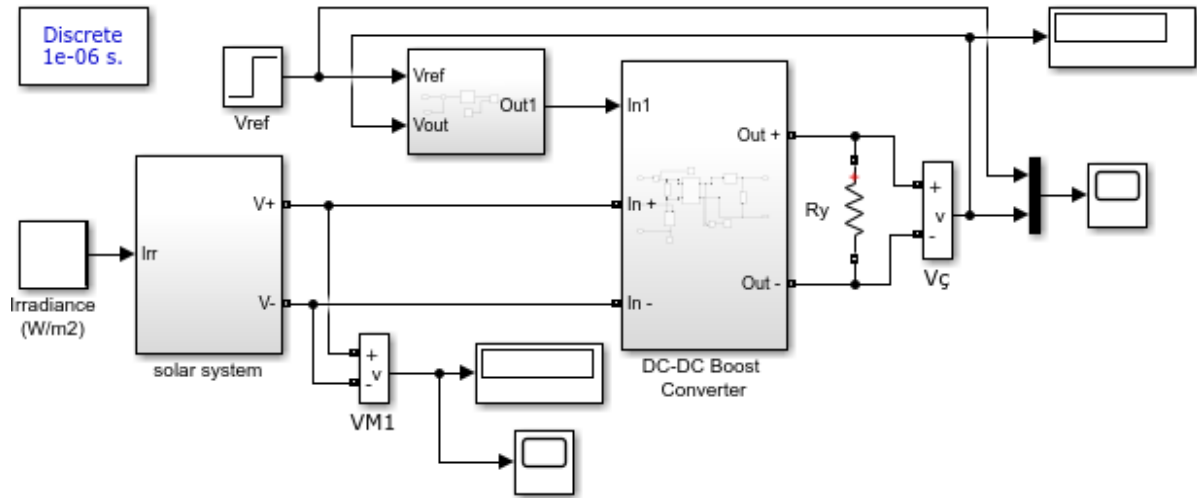 Discrete
1e-06 s.
Vref
Vref
Vout
Out1
In1
In +
In -
Out +
Out -
DC-DC Boost
Converter
Ry
+
v
-
Vç
Irradiance
(W/m2)
Irr
V+
V-
solar system
+
v
-
VM1